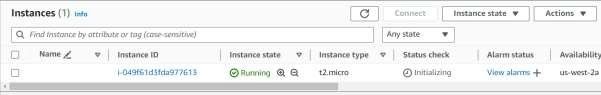 Instances (1) Info
Connect Instance state Actions
Find Instance by attribute or tag (case-sensitive) Any state
Name Instance ID Instance state Instance type Status check Alarm status Availability
i-049f61d3fda977613 Running t2.micro Initializing View alarms + us-west-2a